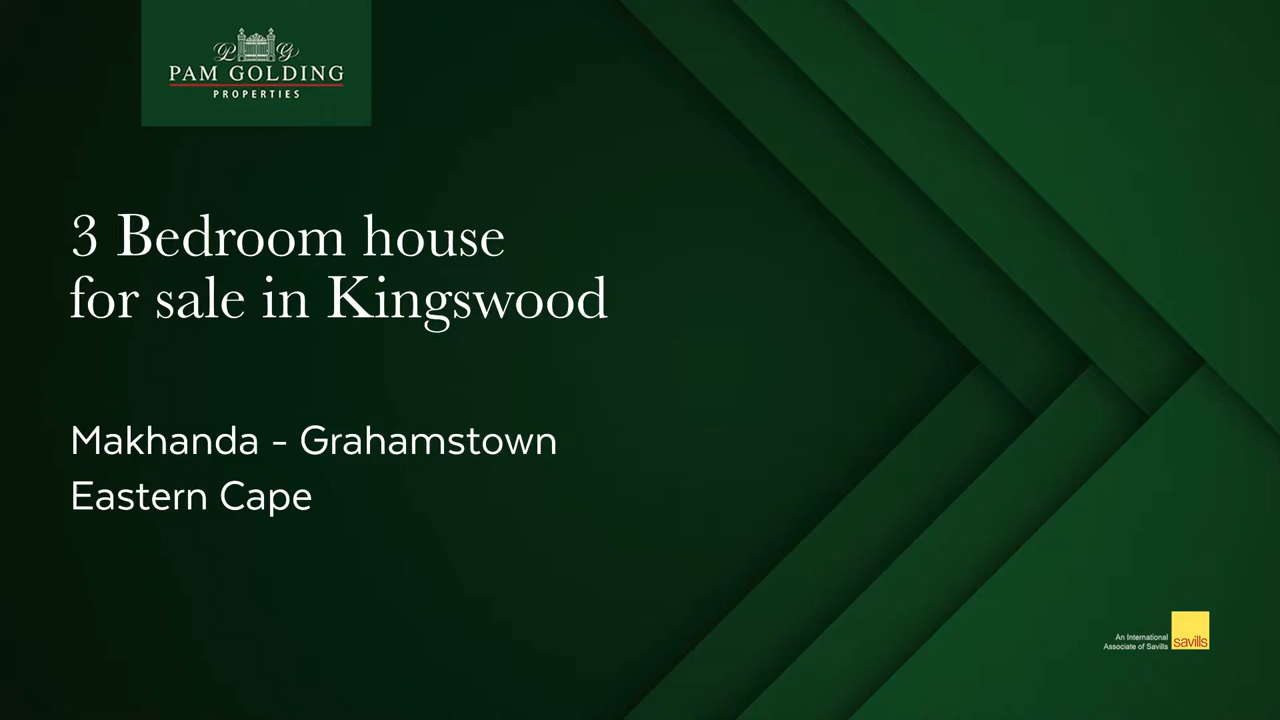 PAM GOLDING
PROPERTIES
3 Bedroom house
for sale in Kingswood
Makhanda - Grahamstown
Eastern Cape
An International
Associate of Savills
savills